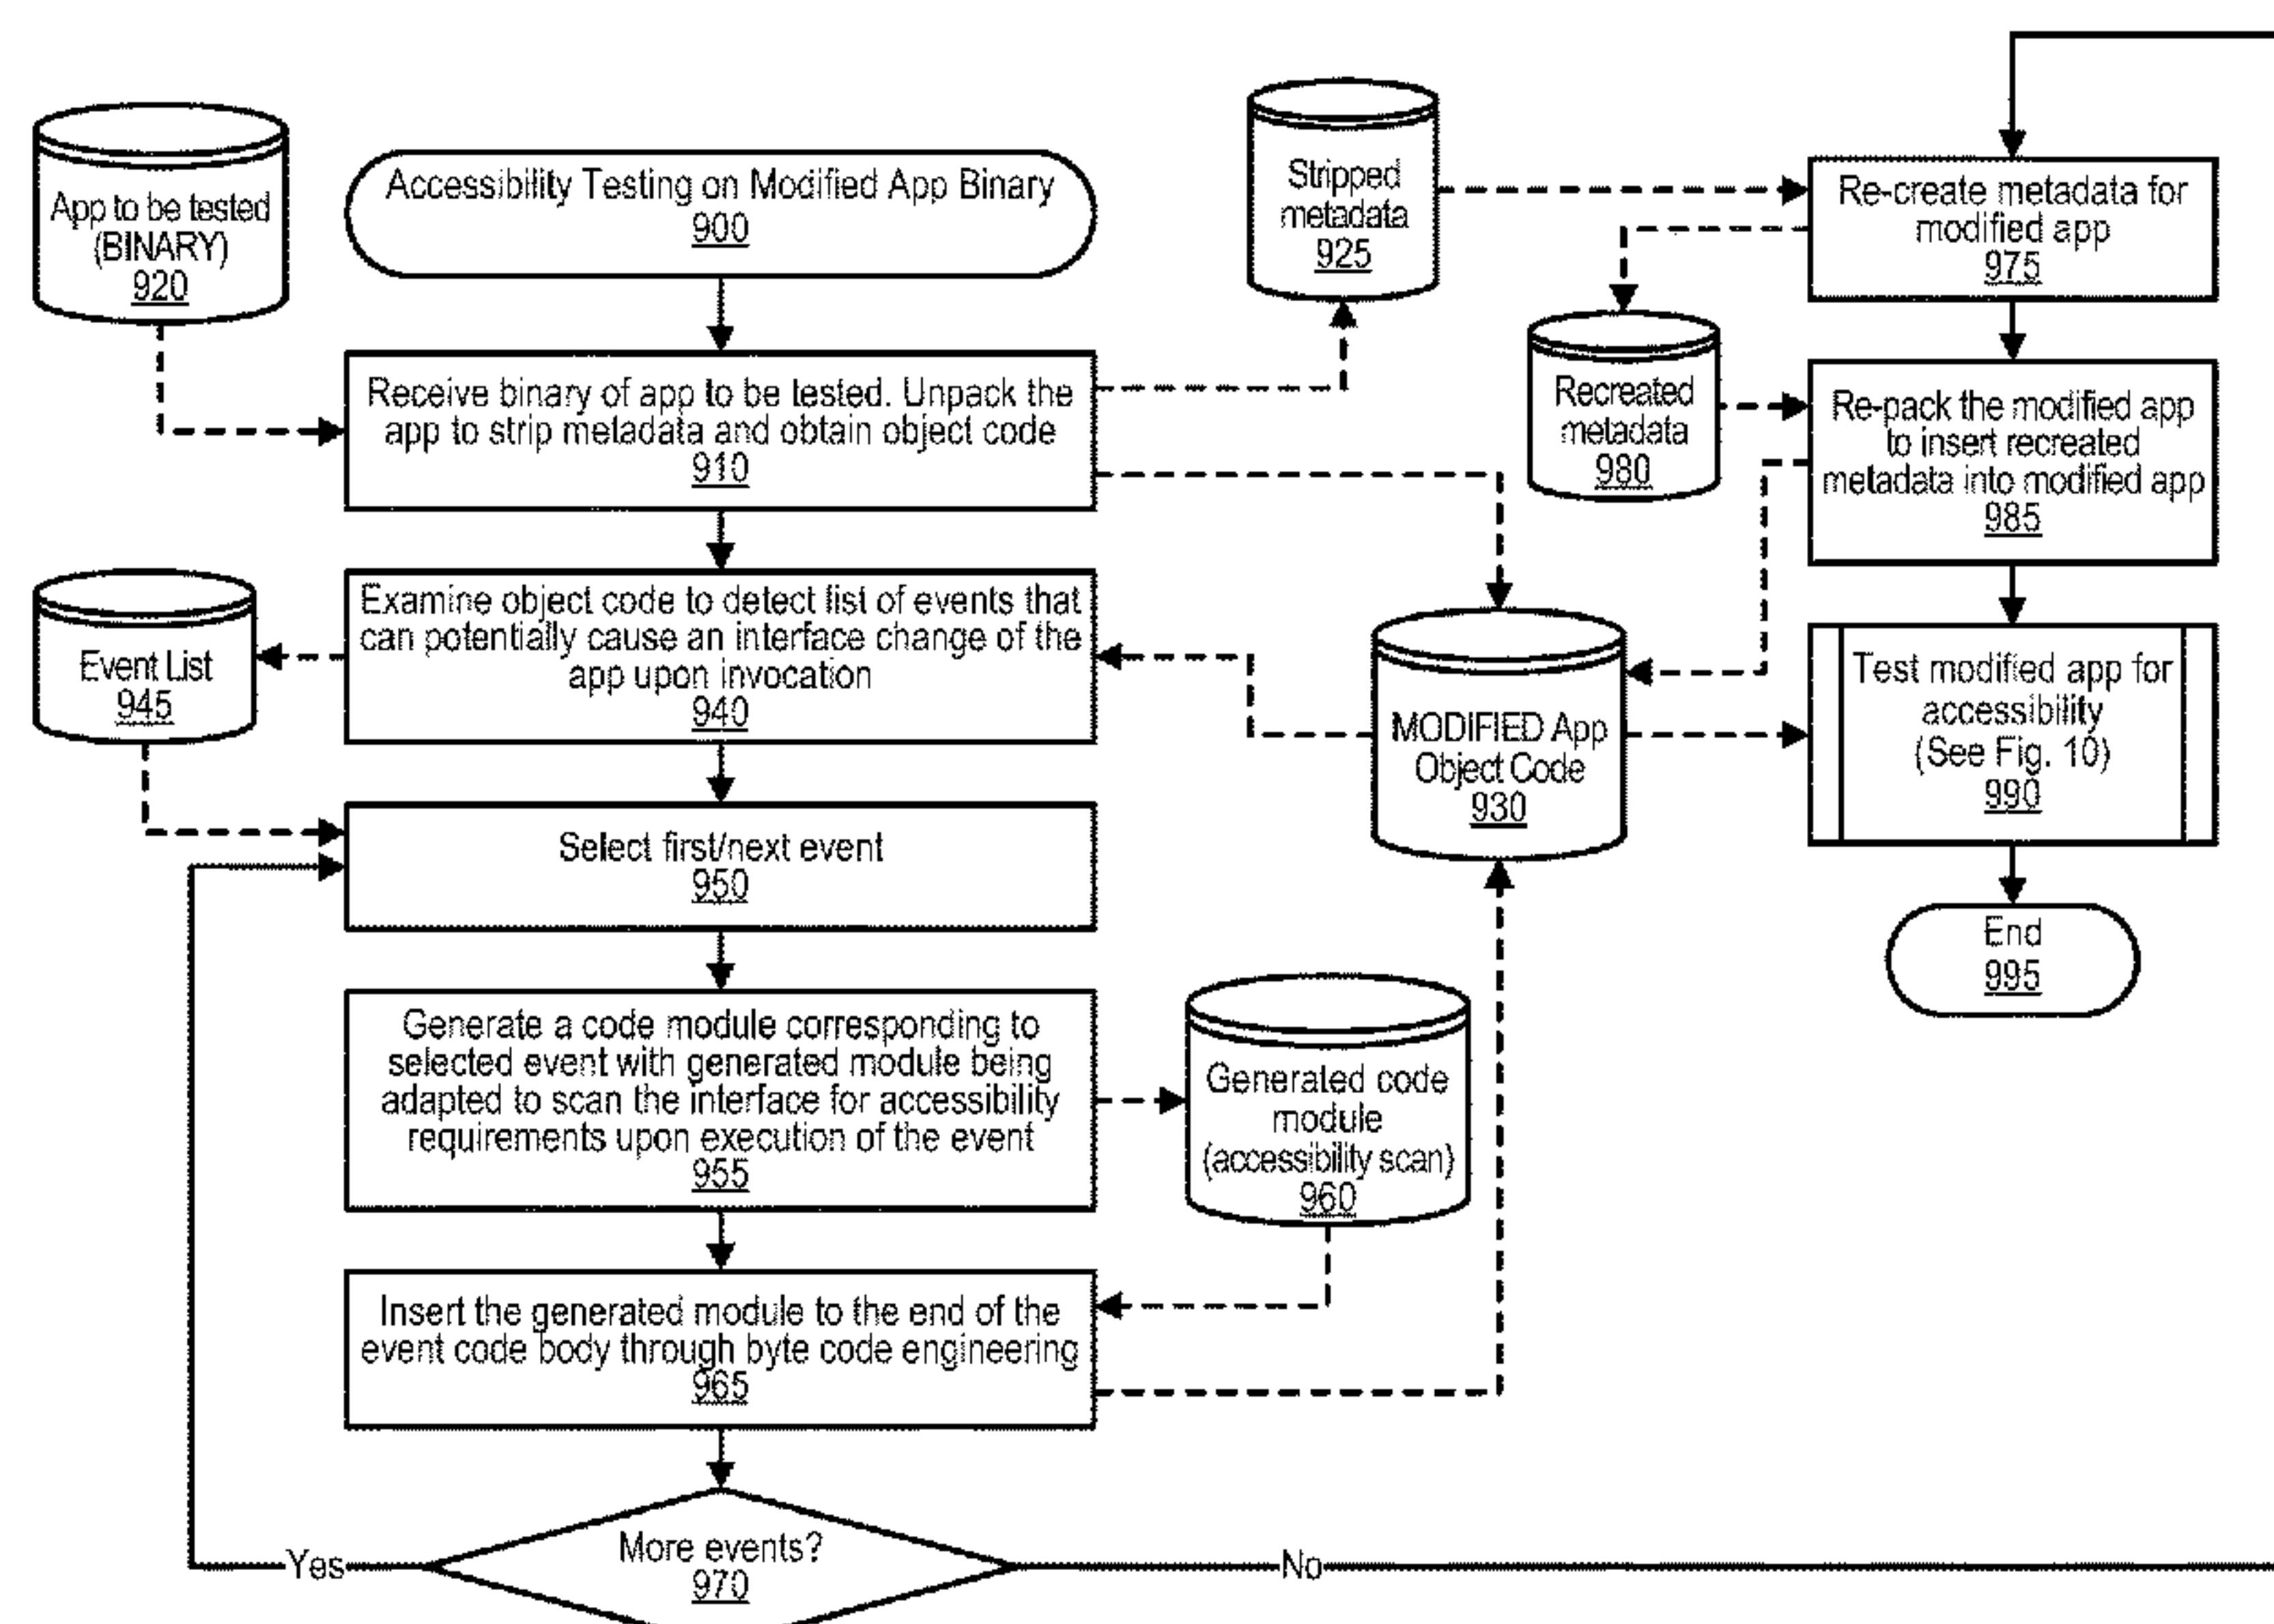 App to be tested
(BINARY)
920
Accessibility Testing on Modified App Binary
900
Stripped
metadata
925
Re-create metadata for
modified app
975
Receive binary of app to be tested. Unpack the
app to strip metadata and obtain object code
910
Recreated
metadata
980
Re-pack the modified app
to insert recreated
metadata into modified app
985
Event List
945
Examine object code to detect list of events that
can potentially cause an interface change of the
app upon invocation
940
MODIFIED App
Object Code
930
Test modified app for
accessibility
(See Fig. 10)
990
Select first/next event
950
End
995
Generate a code module corresponding to
selected event with generated module being
adapted to scan the interface for accessibility
requirements upon execution of the event
955
Generated code
module
(accessibility scan)
960
Insert the generated module to the end of the
event code body through byte code engineering
965
Yes
More events?
970
No